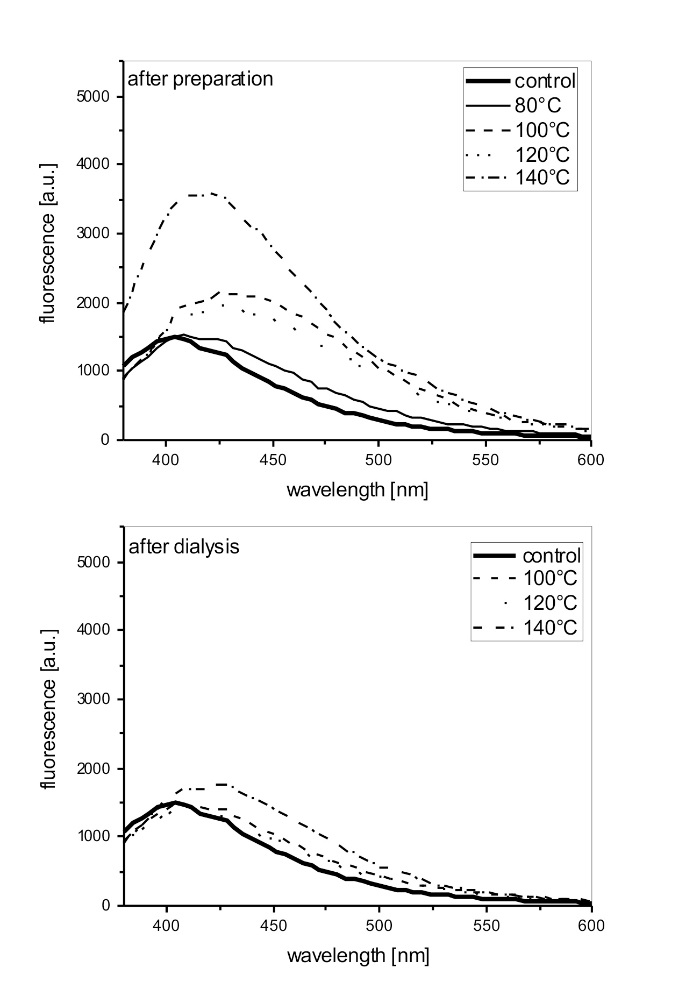 after preparation
control
80°C
100°C
120°C
140°C
5000
4000
3000
2000
1000
0
fluorescence [a.u.]
400
450
500
550
600
wavelength [nm]
after dialysis
control
100°C
120°C
140°C
5000
4000
3000
2000
1000
0
fluorescence [a.u.]
400
450
500
550
600
wavelength [nm]